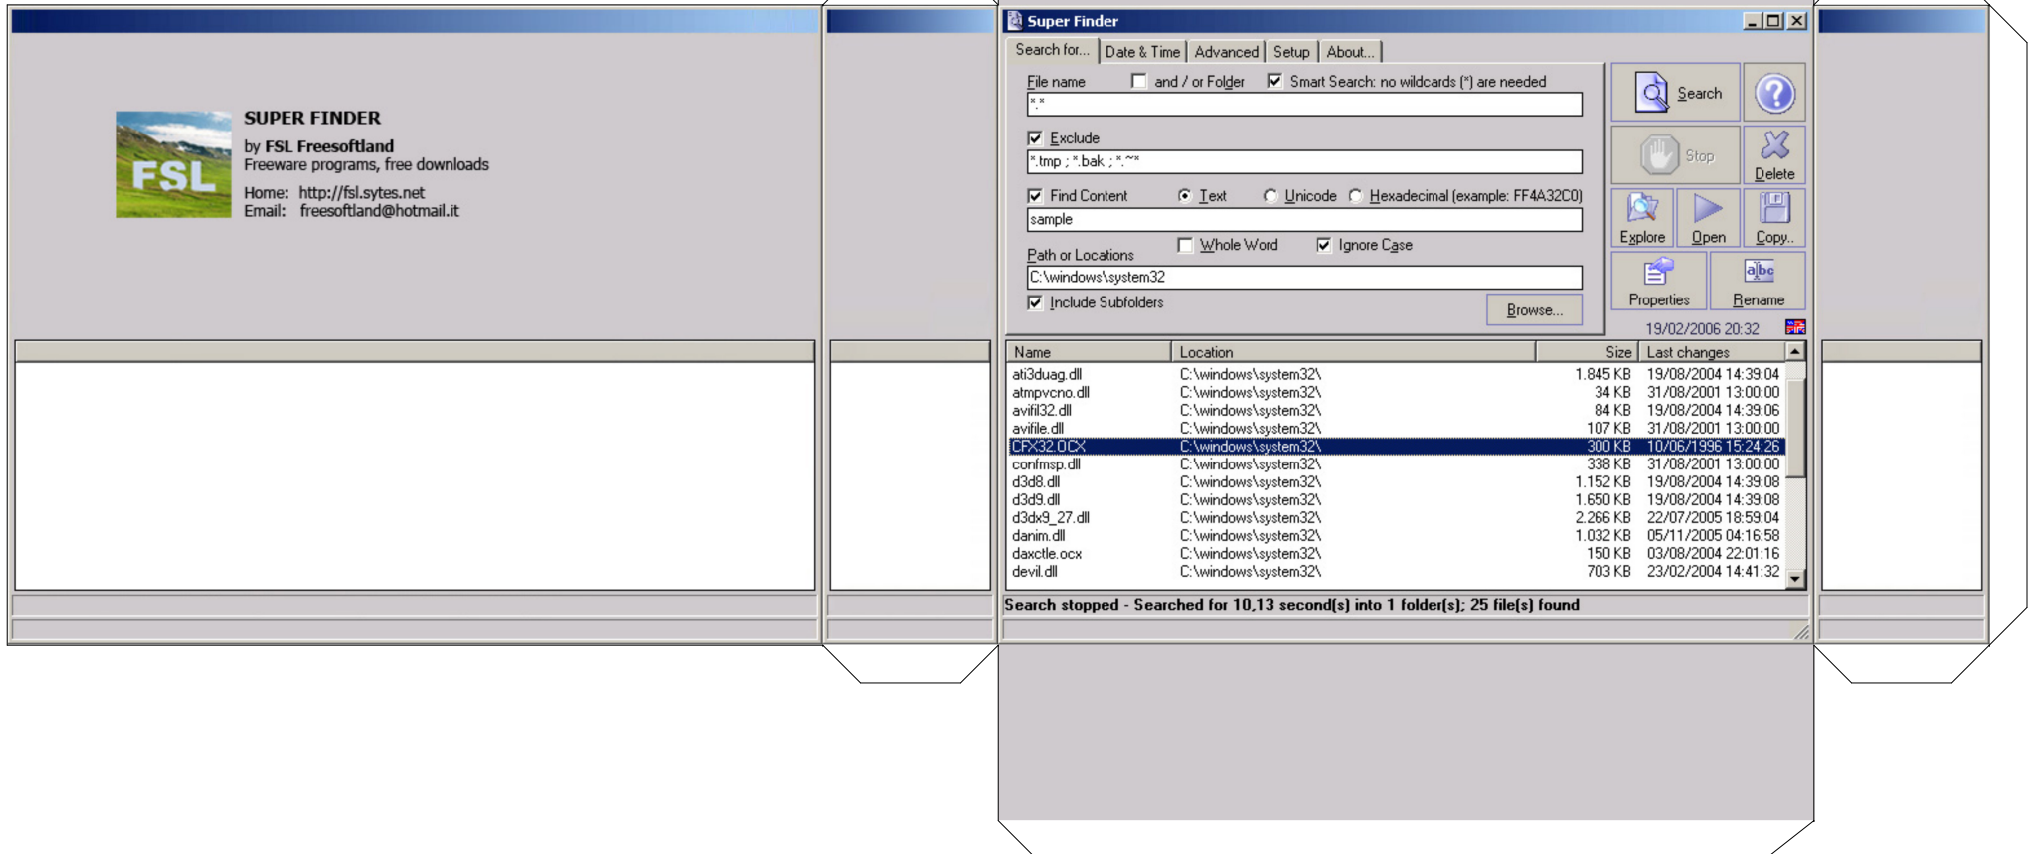 FSL
SUPER FINDER
by FSL Freesoftland
Freeware programs, free downloads
Home: http://fsl.sytes.net
Email: freesoftland@hotmail.it
Super Finder
Search for... Date & Time Advanced Setup About...
File name and / or Folder Smart Search: no wildcards (*) are needed
*.*
Exclude
*.tmp ; *.bak ; *.~*
Find Content Text Unicode Hexadecimal (example: FF4A32C0)
sample
Whole Word Ignore Case
Path or Locations
C:\windows\system32
Include Subfolders
Browse...
Search ?
Stop Delete
Explore Open Copy..
Properties Rename
a]bc
19/02/2006 20:32
Name Location Size Last changes
ati3duag.dll C:\windows\system32\ 1.845 KB 19/08/2004 14:39:04
atmpvcno.dll C:\windows\system32\ 34 KB 31/08/2001 13:00:00
avifil32.dll C:\windows\system32\ 84 KB 19/08/2004 14:39:06
avifile.dll C:\windows\system32\ 107 KB 31/08/2001 13:00:00
CFX32.OCX C:\windows\system32\ 300 KB 10/06/1996 15:24:26
confmsp.dll C:\windows\system32\ 338 KB 31/08/2001 13:00:00
d3d8.dll C:\windows\system32\ 1.152 KB 19/08/2004 14:39:08
d3d9.dll C:\windows\system32\ 1.650 KB 19/08/2004 14:39:08
d3dx9_27.dll C:\windows\system32\ 2.266 KB 22/07/2005 18:59:04
danim.dll C:\windows\system32\ 1.032 KB 05/11/2005 04:16:58
daxctle.ocx C:\windows\system32\ 150 KB 03/08/2004 22:01:16
devil.dll C:\windows\system32\ 703 KB 23/02/2004 14:41:32
Search stopped - Searched for 10,13 second(s) into 1 folder(s); 25 file(s) found